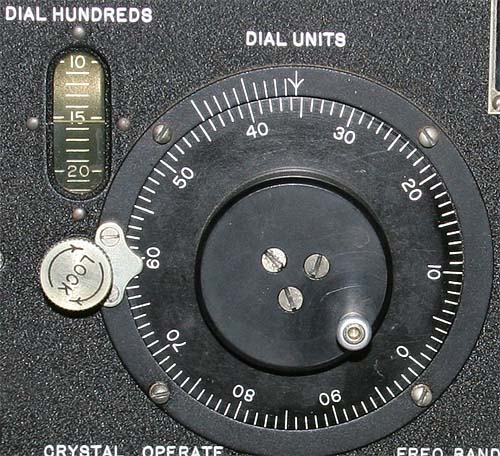 DIAL HUNDREDS
DIAL UNITS
10
15
20
40
30
50
20
60
10
70
0
80
90
LOCK
CRYSTAL OPERATE
FREQ BAND